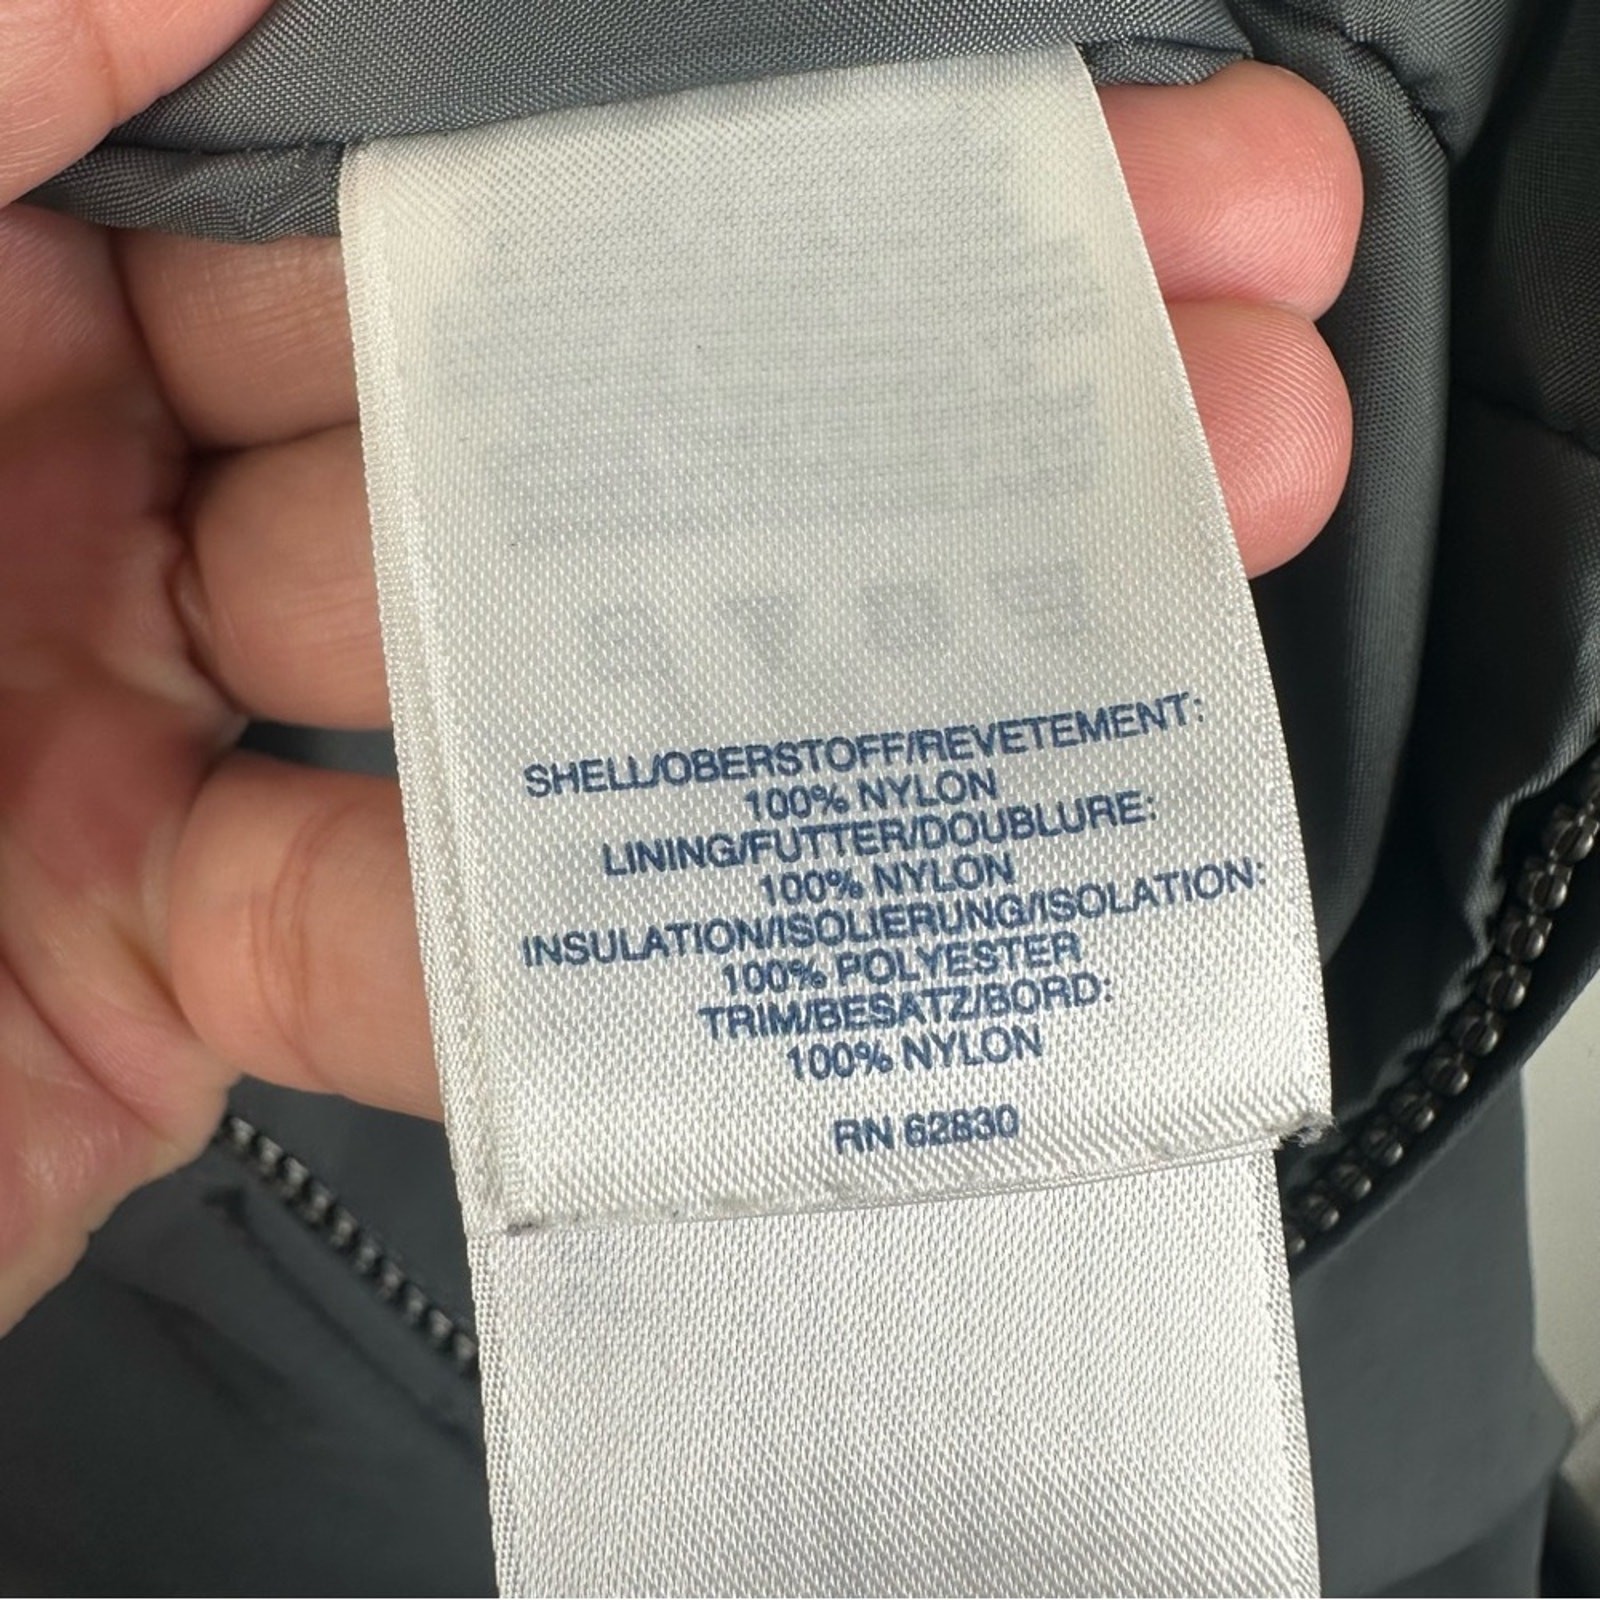 SHELL/OBERSTOFF/REVETEMENT:
100% NYLON
LINING/FUTTER/DOUBLURE:
100% NYLON
INSULATION/ISOLIERUNG/ISOLATION:
100% POLYESTER
TRIM/BESATZ/BORD:
100% NYLON
RN 62830